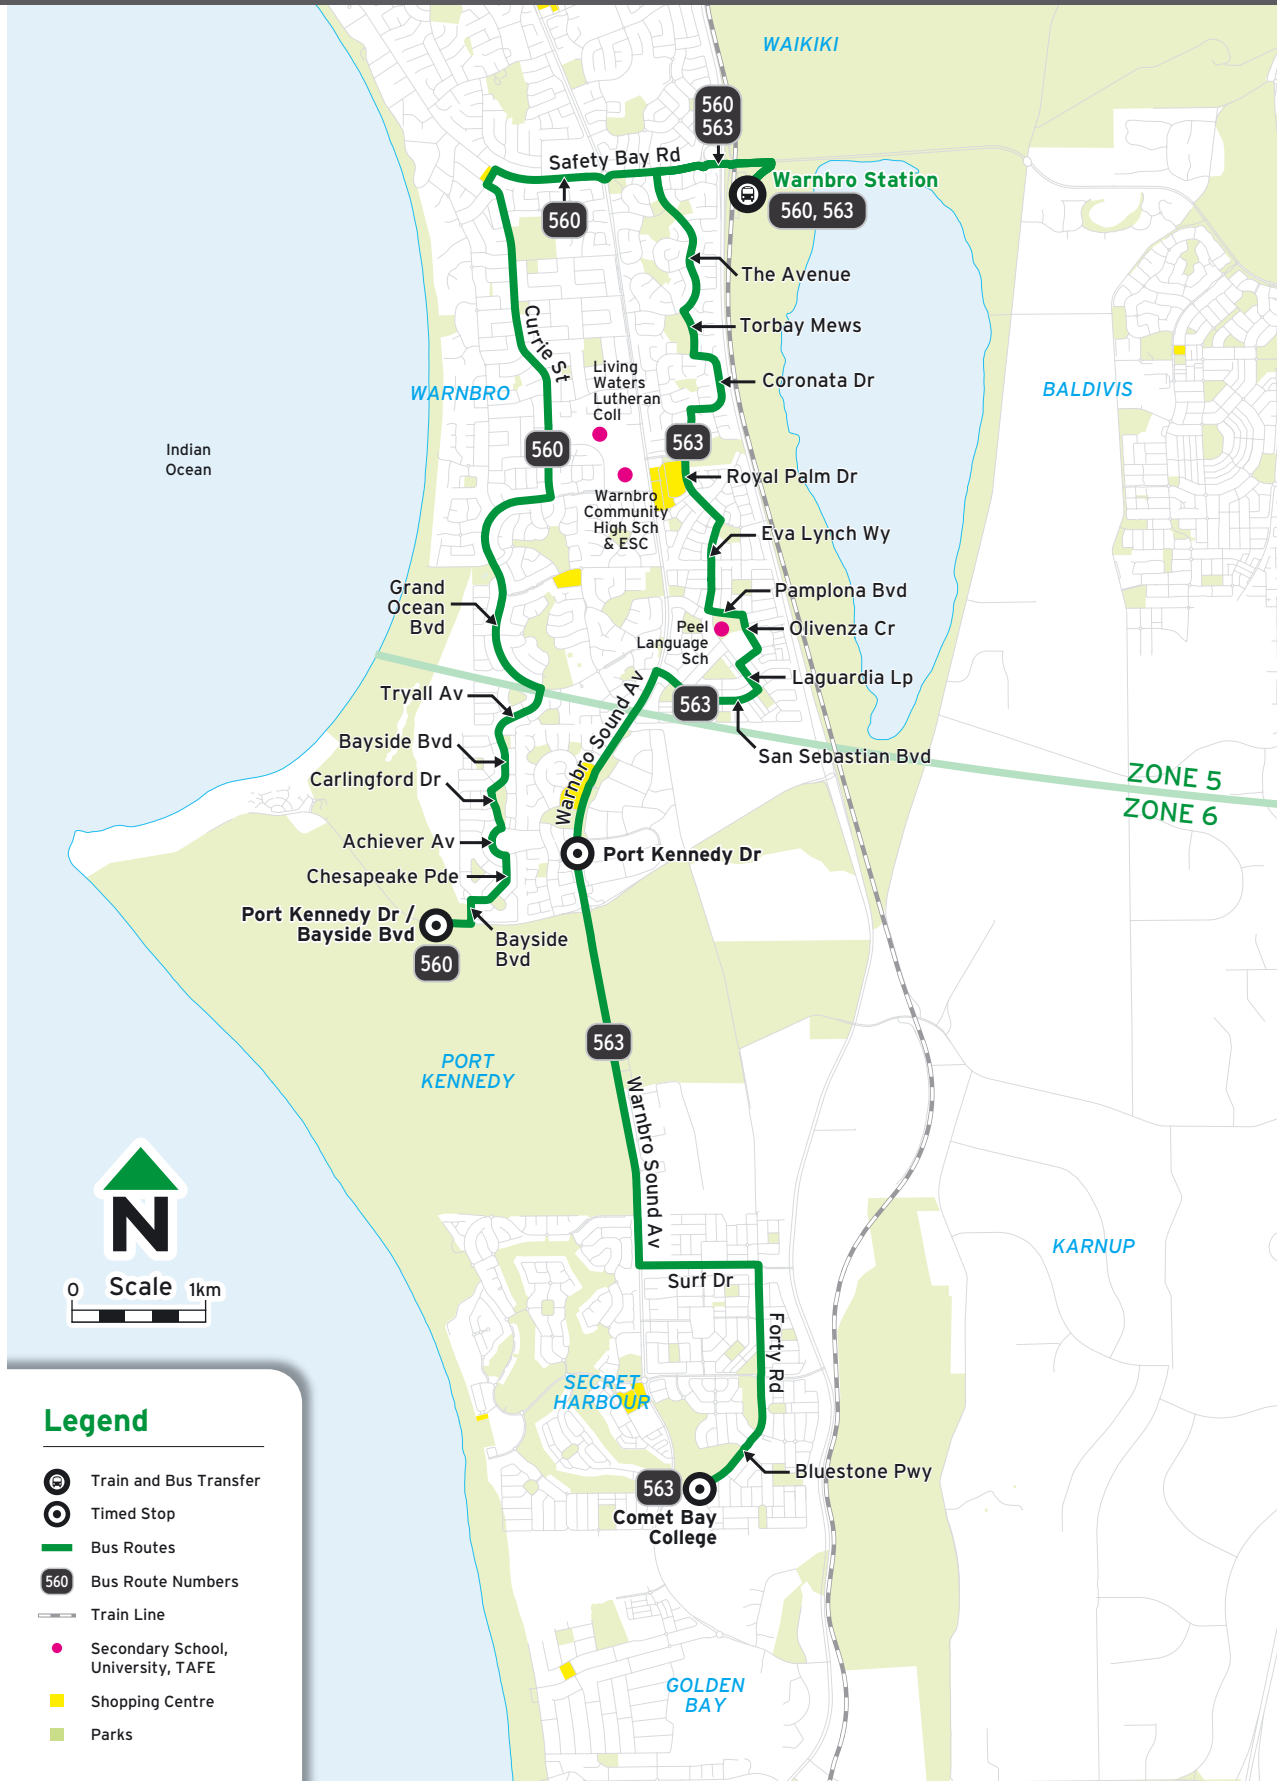 WAIKIKI
560
563
Safety Bay Rd
Warnbro Station
560, 563
560
The Avenue
Torbay Mews
Currie St
Living
Waters
Lutheran
Coll
Coronata Dr
WARNBRO
BALDIVIS
Indian
Ocean
560
563
Royal Palm Dr
Warnbro
Community
High Sch
& ESC
Eva Lynch Wy
Grand
Ocean
Bvd
Pamplona Bvd
Peel
Language
Sch
Olivenza Cr
Laguardia Lp
Tryall Av
563
Warnbro Sound Av
San Sebastian Bvd
Bayside Bvd
Carlingford Dr
ZONE 5
ZONE 6
Achiever Av
Port Kennedy Dr
Chesapeake Pde
Port Kennedy Dr /
Bayside Bvd
Bayside
Bvd
560
563
PORT
KENNEDY
Warnbro Sound Av
N
Scale
0
1km
KARNUP
Surf Dr
Forty Rd
SECRET
HARBOUR
Bluestone Pwy
563
Comet Bay
College
GOLDEN
BAY
Legend
Train and Bus Transfer
Timed Stop
Bus Routes
560
Bus Route Numbers
Train Line
Secondary School,
University, TAFE
Shopping Centre
Parks